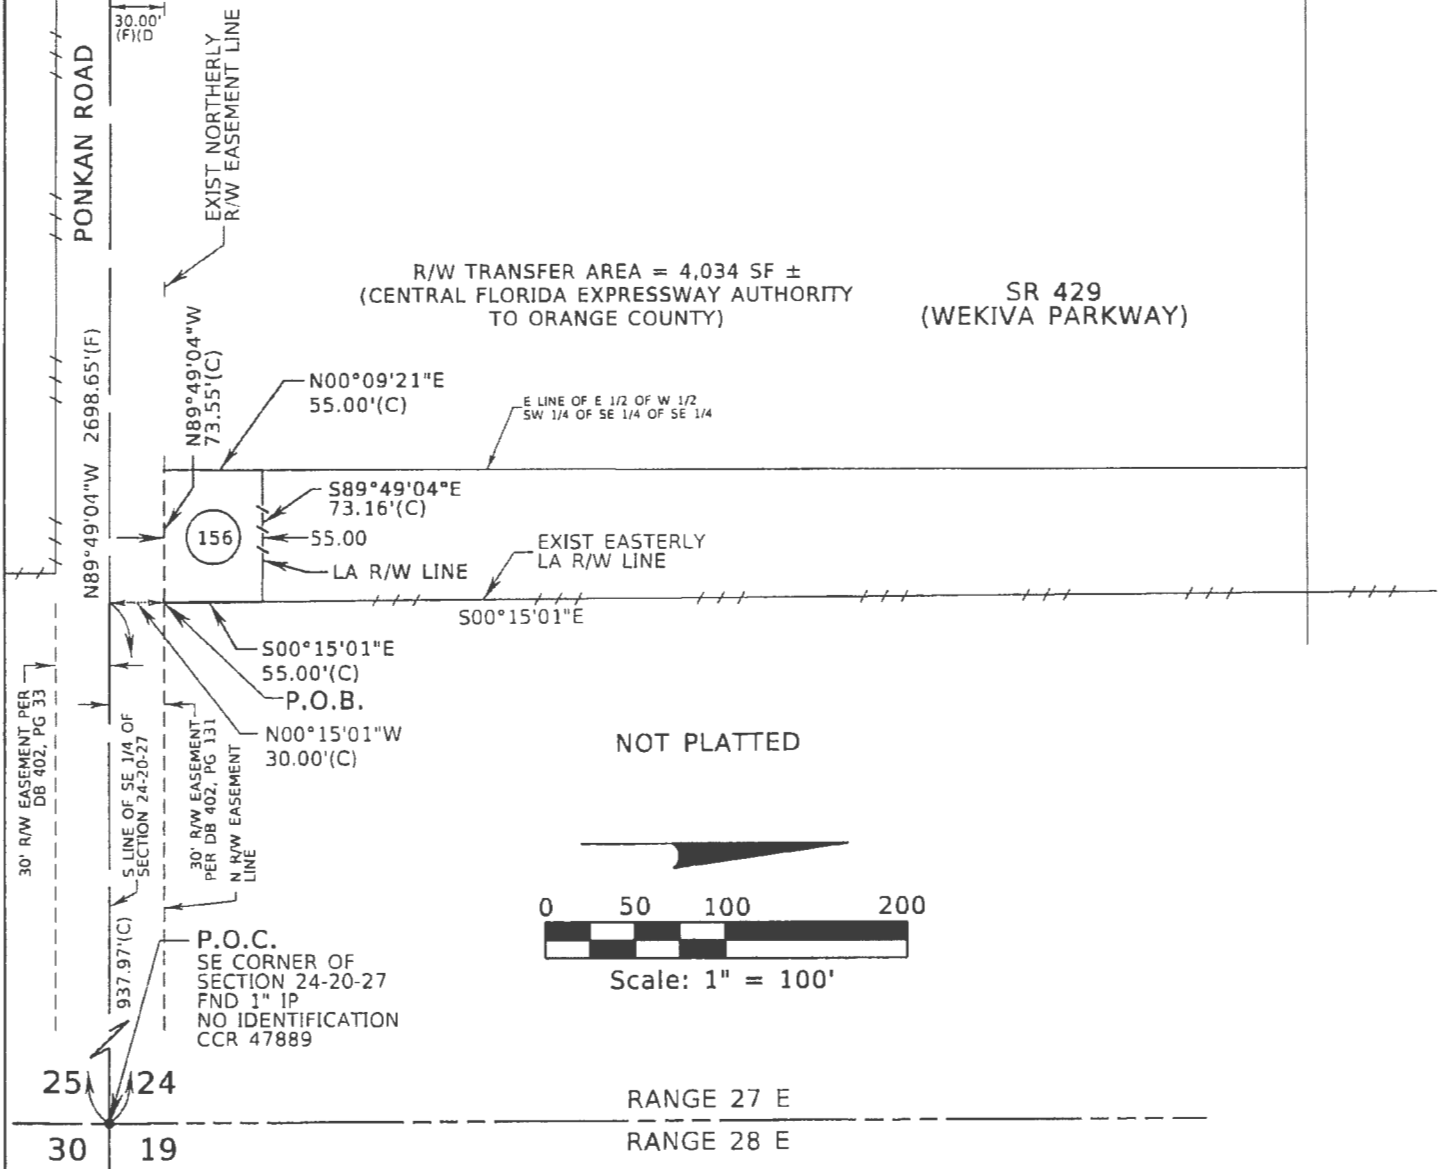 30.00'
(F)(D
PONKAN ROAD
EXIST NORTHERLY
R/W EASEMENT LINE
R/W TRANSFER AREA = 4,034 SF ±
(CENTRAL FLORIDA EXPRESSWAY AUTHORITY
TO ORANGE COUNTY)
SR 429
(WEKIVA PARKWAY)
N89°49'04"W 2698.65'(F)
N89°49'04"W
73.55'(C)
N00°09'21"E
55.00'(C)
E LINE OF E 1/2 OF W 1/2
SW 1/4 OF SE 1/4 OF SE 1/4
S89°49'04"E
73.16'(C)
156
55.00
LA R/W LINE
EXIST EASTERLY
LA R/W LINE
S00°15'01"E
S00°15'01"E
55.00'(C)
P.O.B.
N00°15'01"W
30.00'(C)
30' R/W EASEMENT PER
DB 402, PG 33
S LINE OF SE 1/4 OF
SECTION 24-20-27
30' R/W EASEMENT
PER DB 402, PG 131
N R/W EASEMENT
LINE
NOT PLATTED
0 50 100 200
Scale: 1" = 100'
937.97'(C)
P.O.C.
SE CORNER OF
SECTION 24-20-27
FND 1" IP
NO IDENTIFICATION
CCR 47889
25 24
30 19
RANGE 27 E
RANGE 28 E